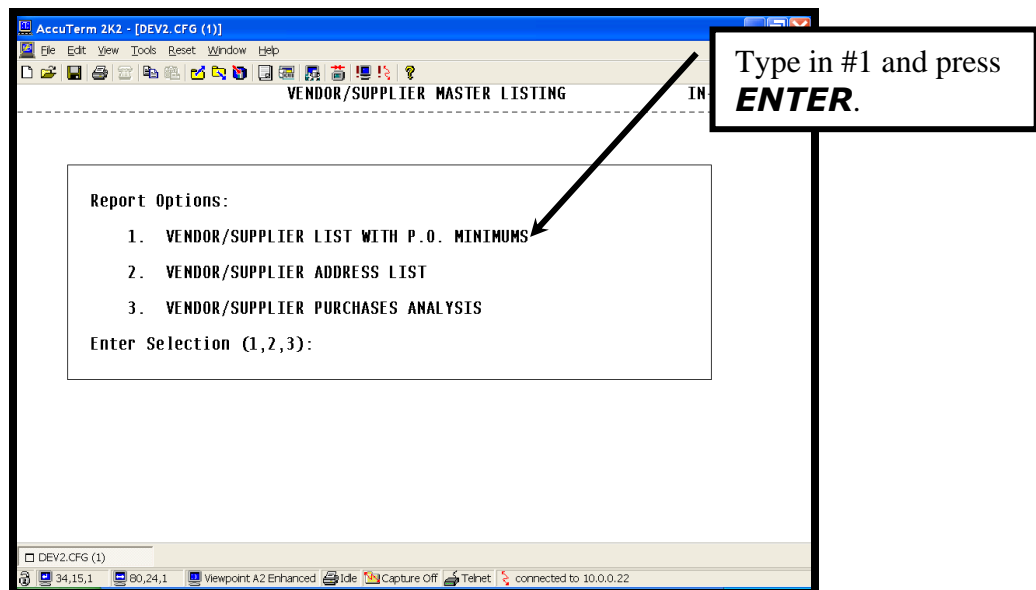 AccuTerm 2K2 - [DEV2.CFG (1)]
File Edit View Tools Reset Window Help
VENDOR/SUPPLIER MASTER LISTING IN-
Type in #1 and press
ENTER.
Report Options:
1. VENDOR/SUPPLIER LIST WITH P.O. MINIMUMS
2. VENDOR/SUPPLIER ADDRESS LIST
3. VENDOR/SUPPLIER PURCHASES ANALYSIS
Enter Selection (1,2,3):
DEV2.CFG (1)
34,15,1 80,24,1 Viewpoint A2 Enhanced Idle Capture Off Telnet connected to 10.0.0.22